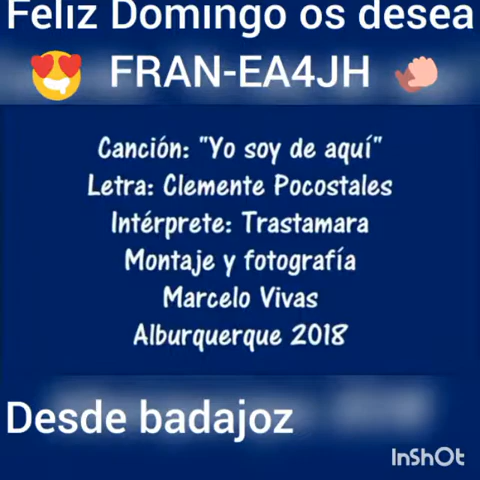 Feliz Domingo os desea
FRAN-EA4JH
Canción: "Yo soy de aquí"
Letra: Clemente Pocostales
Intérprete: Trastamara
Montaje y fotografía
Marcelo Vivas
Alburquerque 2018
Desde badajoz
InShOt